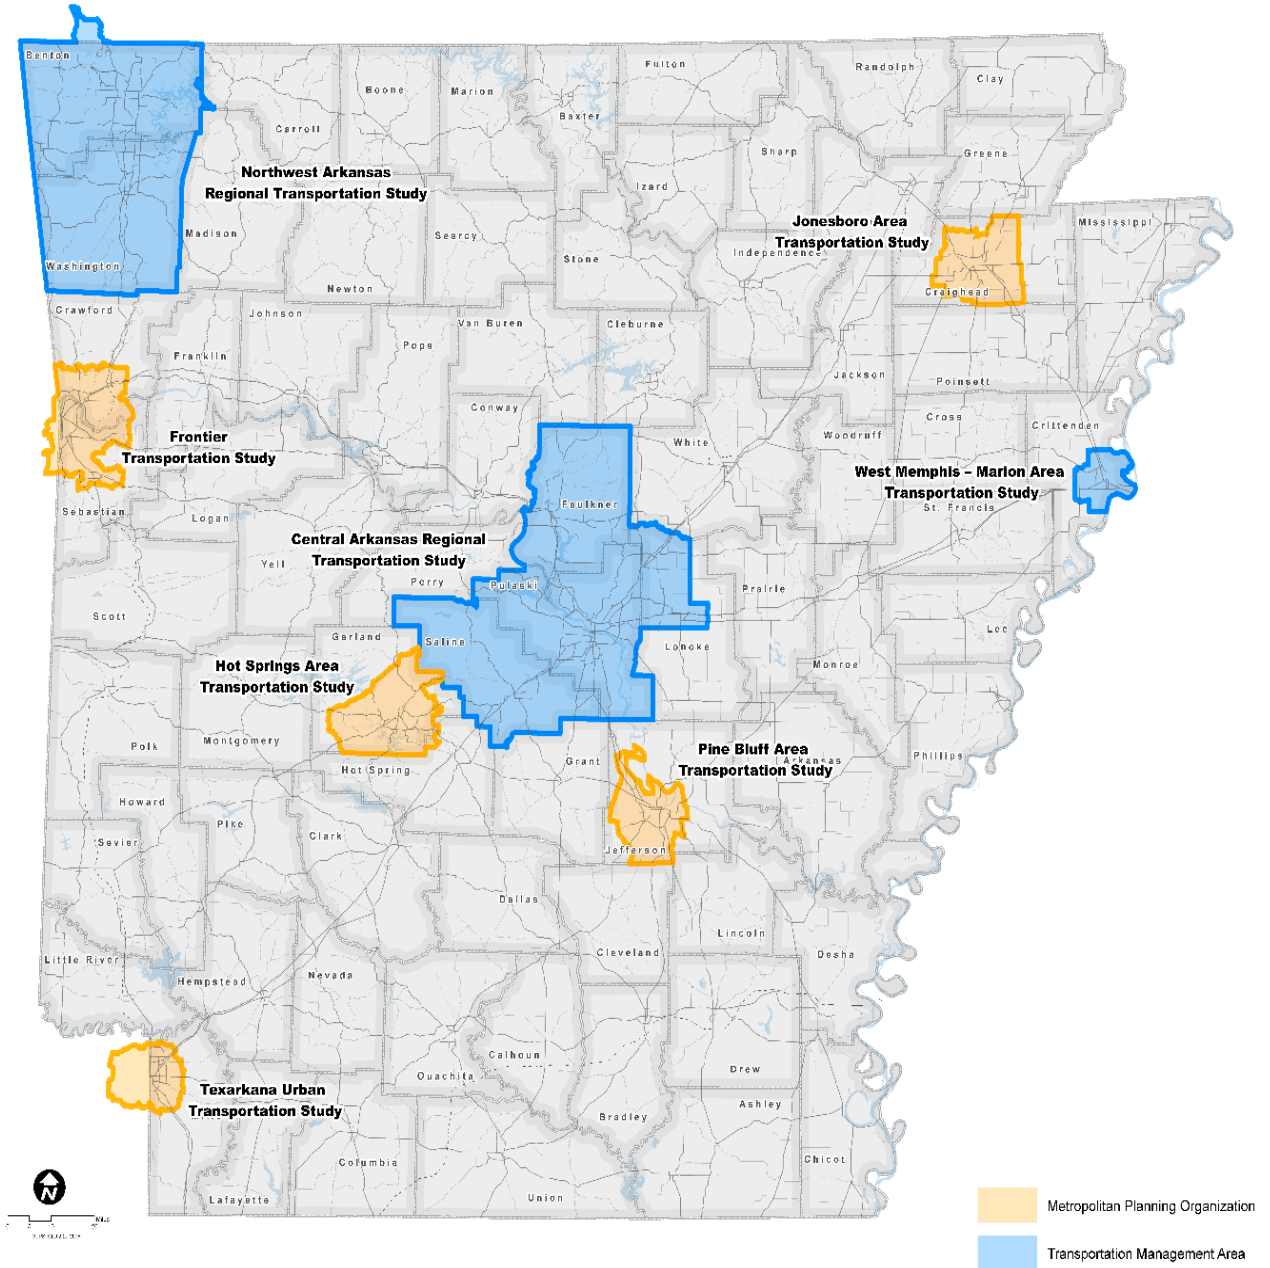 Benton
Boone
Marion
Fulton
Randolph
Clay
Baxter
Carroll
Sharp
Greene
Northwest Arkansas
Regional Transportation Study
Izard
Madison
Searcy
Stone
Independence
Jonesboro Area
Transportation Study
Mississippi
Washington
Newton
Craighead
Crawford
Johnson
Van Buren
Cleburne
Franklin
Pope
Jackson
Poinsett
Conway
Cross
Crittenden
Frontier
Transportation Study
White
Woodruff
West Memphis – Marion Area
Transportation Study
St. Francis
Sebastian
Logan
Faulkner
Central Arkansas Regional
Transportation Study
Yell
Perry
Pulaski
Prairie
Scott
Garland
Saline
Lonoke
Lee
Monroe
Hot Springs Area
Transportation Study
Polk
Montgomery
Hot Spring
Grant
Pine Bluff Area
Transportation Study
Arkansas
Phillips
Howard
Pike
Clark
Sevier
Jefferson
Dallas
Lincoln
Cleveland
Desha
Little River
Hempstead
Nevada
Calhoun
Ouachita
Drew
Texarkana Urban
Transportation Study
Ashley
Bradley
Columbia
Chicot
Lafayette
Union
N
Miles
Metropolitan Planning Organization
Transportation Management Area